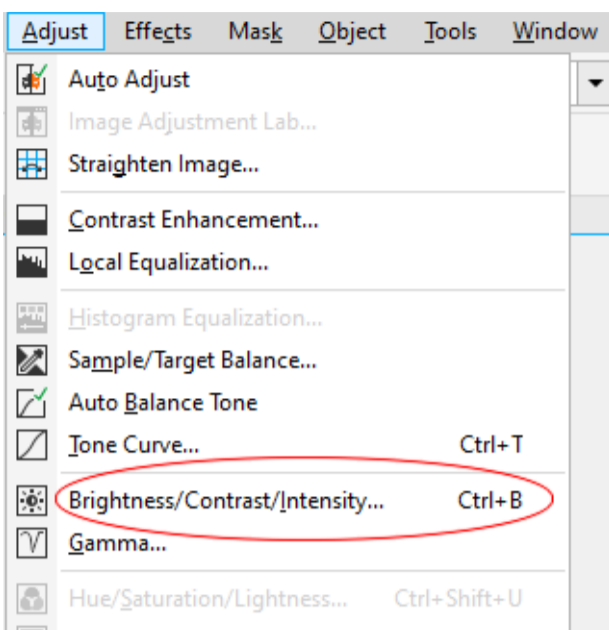 Adjust Effects Mask Object Tools Window
Auto Adjust
Image Adjustment Lab...
Straighten Image...
Contrast Enhancement...
Local Equalization...
Histogram Equalization...
Sample/Target Balance...
Auto Balance Tone
Tone Curve... Ctrl+T
Brightness/Contrast/Intensity... Ctrl+B
Gamma...
Hue/Saturation/Lightness... Ctrl+Shift+U